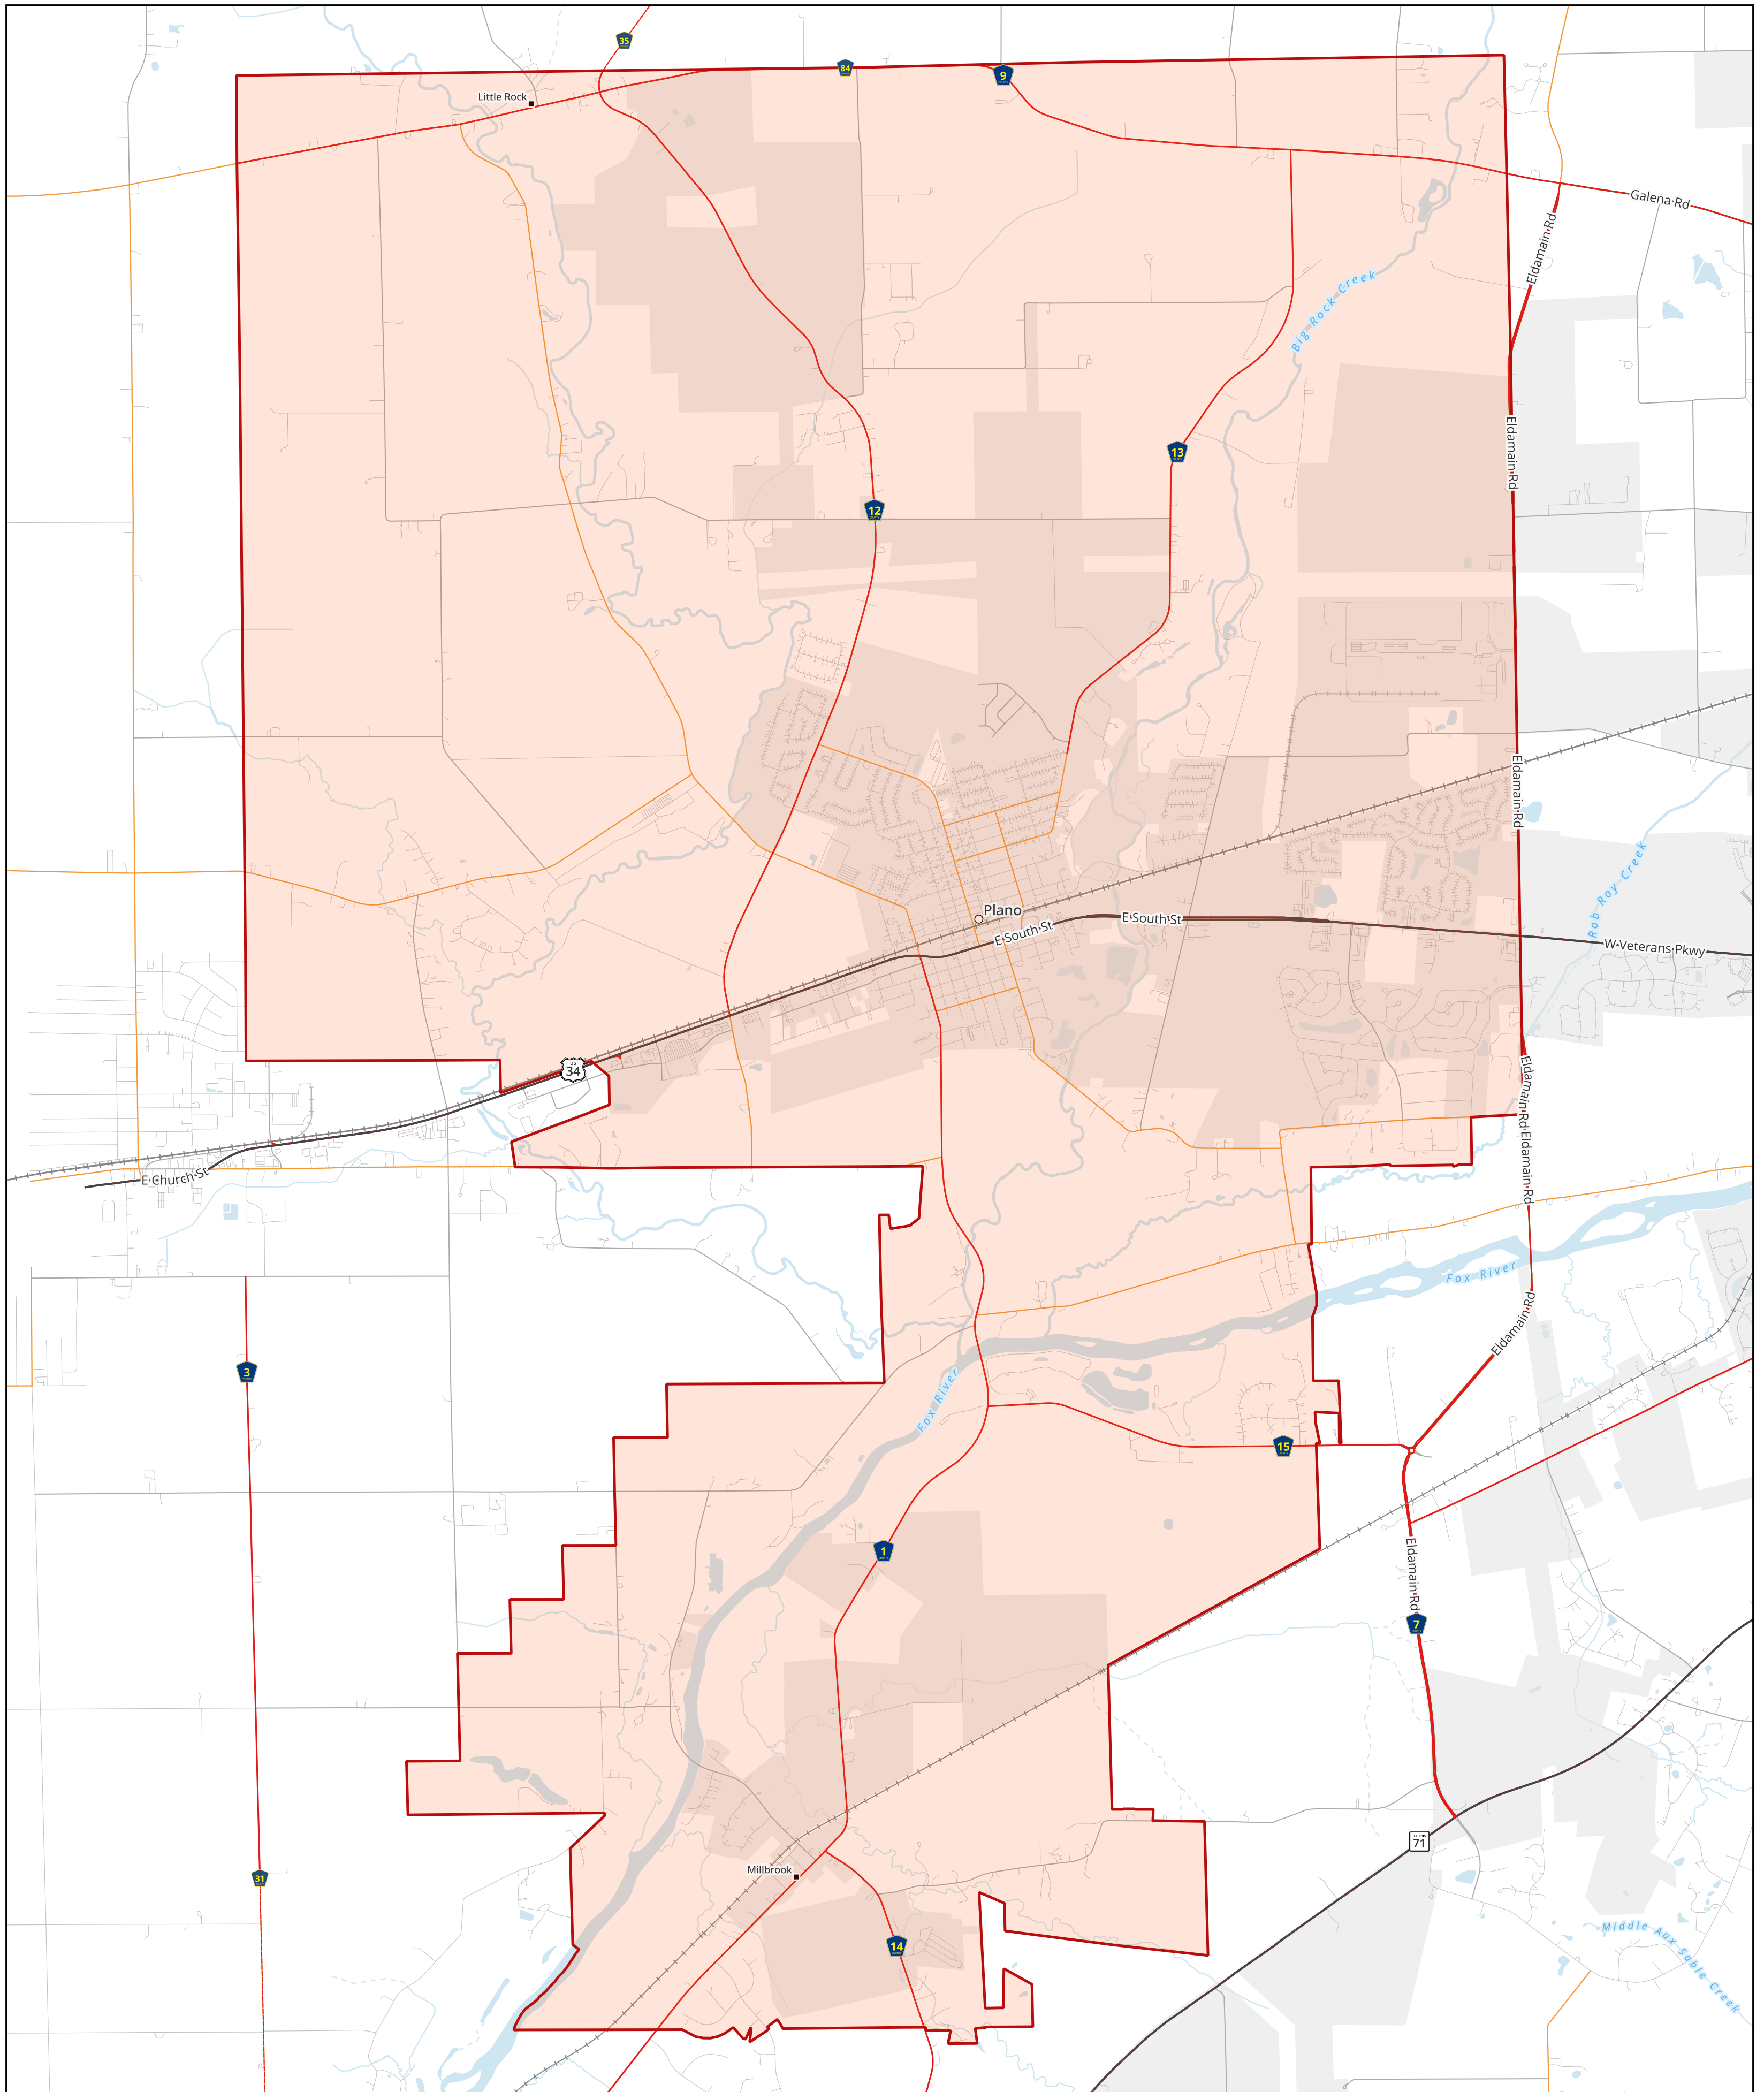 35
84
9
Little Rock
Galena Rd
Eldamain Rd
Big Rock Creek
Eldamain Rd
13
12
Eldamain Rd
Rob Roy Creek
Plano
E South St
E South St
W Veterans Pkwy
US
34
Eldamain Rd
Eldamain Rd
E Church St
Fox River
Eldamain Rd
3
Fox River
15
1
Eldamain Rd
7
ILLINOIS
71
Millbrook
31
14
Middle Aux Sable Creek